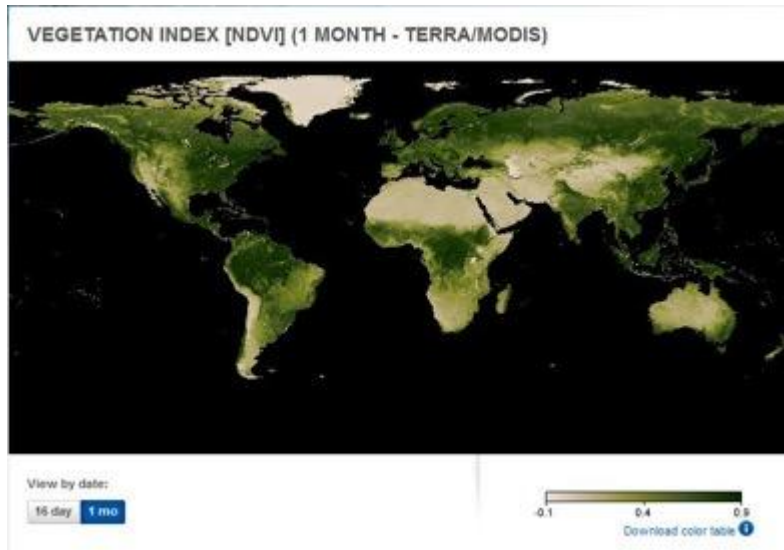 VEGETATION INDEX [NDVI] (1 MONTH - TERRA/MODIS)
View by date:
16 day 1 mo
-0.1 0.4 0.9
Download color table i